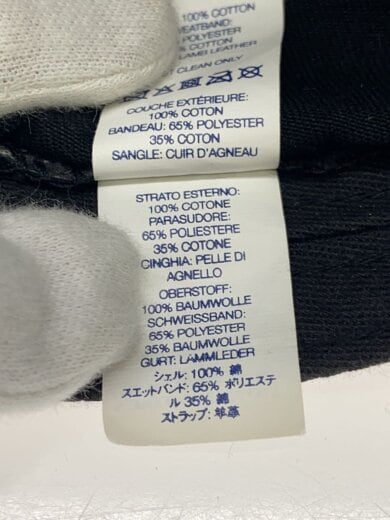 100% COTTON
WEATBAND:
POLYESTER
% COTTON
LAMB LEATHER
T CLEAN ONLY
COUCHE EXTÉRIEURE:
100% COTON
BANDEAU: 65% POLYESTER
35% COTON
SANGLE: CUIR D'AGNEAU
STRATO ESTERNO:
100% COTONE
PARASUDORE:
65% POLIESTERE
35% COTONE
CINGHIA: PELLE DI
AGNELLO
OBERSTOFF:
100% BAUMWOLLE
SCHWEISSBAND:
65% POLYESTER
35% BAUMWOLLE
GURT: LAMMLEDER
シェル: 100% 綿
スエットバンド: 65% ポリエステ
ル 35% 綿
ストラップ: 羊革